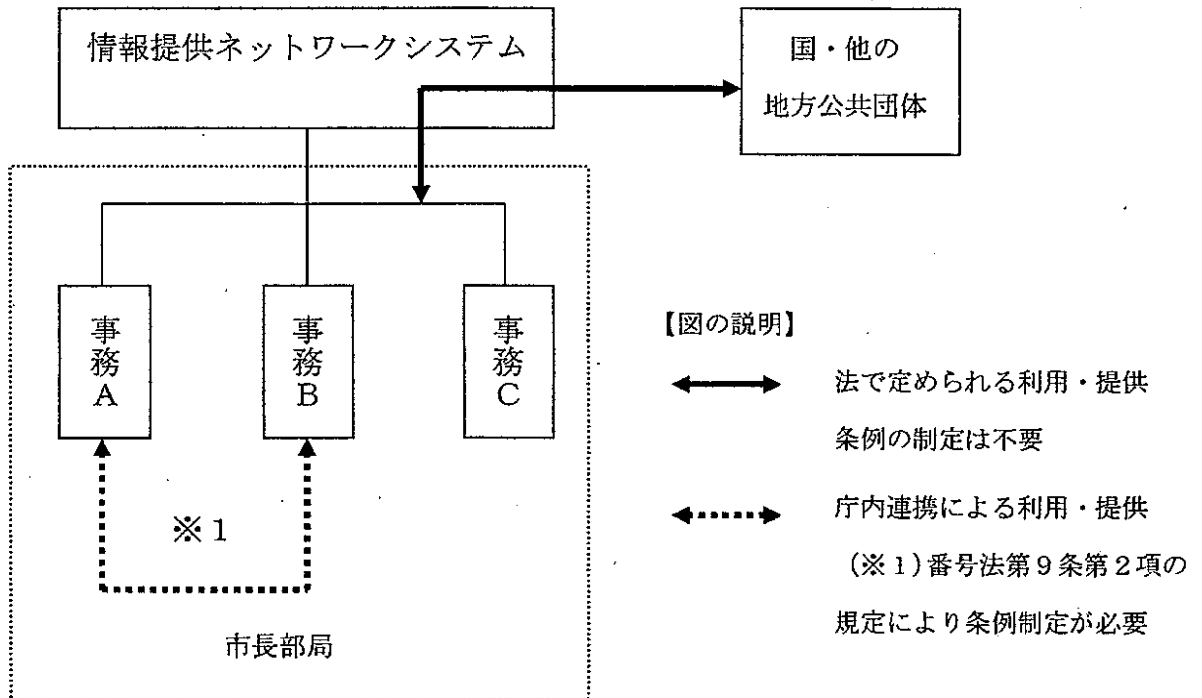 情報提供ネットワークシステム
国・他の
地方公共団体
事務A
事務B
事務C
※1
市長部局
【図の説明】
法で定められる利用・提供
条例の制定は不要
庁内連携による利用・提供
(※1)番号法第9条第2項の
規定により条例制定が必要